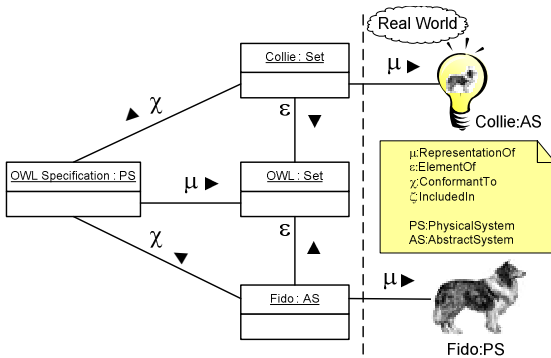 Real World
Collie : Set
μ ►
χ
◄
Collie:AS
ε
▼
OWL Specification : PS
μ ►
OWL : Set
μ:RepresentationOf
ε:ElementOf
χ:ConformantTo
ζ:IncludedIn
PS:PhysicalSystem
AS:AbstractSystem
ε
▲
χ
◄
μ ►
Fido : AS
Fido:PS